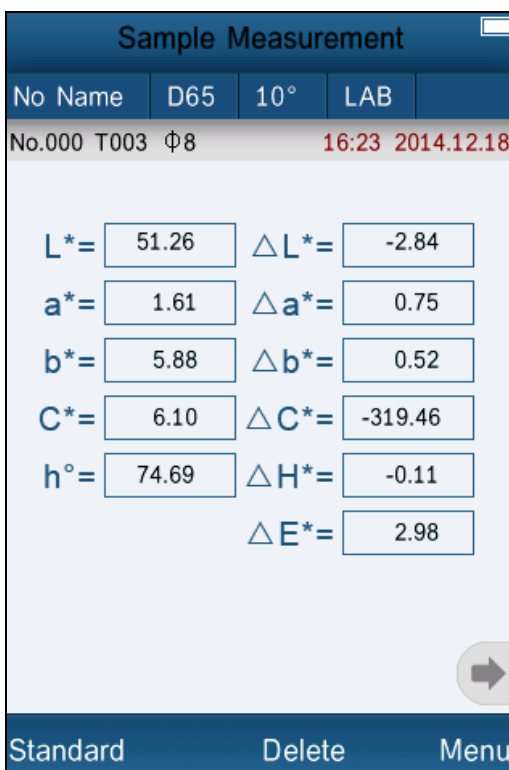 Sample Measurement
No Name D65 10° LAB
No.000 T003 Φ8 16:23 2014.12.18
L*= 51.26 △L*= -2.84
a*= 1.61 △a*= 0.75
b*= 5.88 △b*= 0.52
C*= 6.10 △C*= -319.46
h°= 74.69 △H*= -0.11
△E*= 2.98
Standard Delete Menu